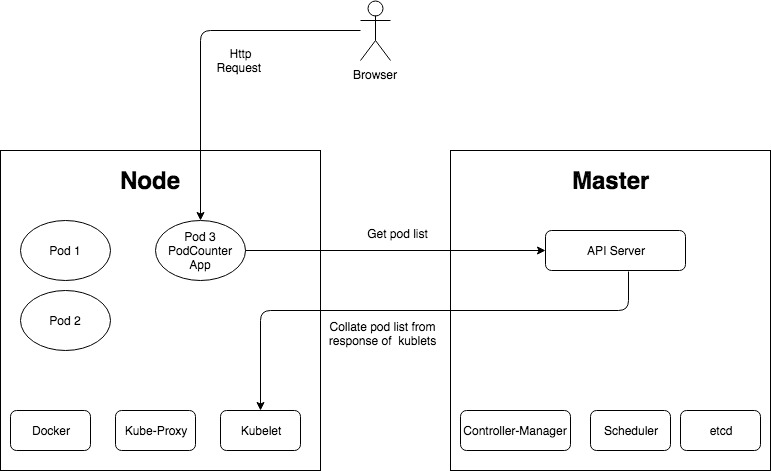 Http
Request
Browser
Node
Master
Pod 1
Pod 3
PodCounter
App
Get pod list
API Server
Pod 2
Collate pod list from
response of kublets
Docker
Kube-Proxy
Kubelet
Controller-Manager
Scheduler
etcd